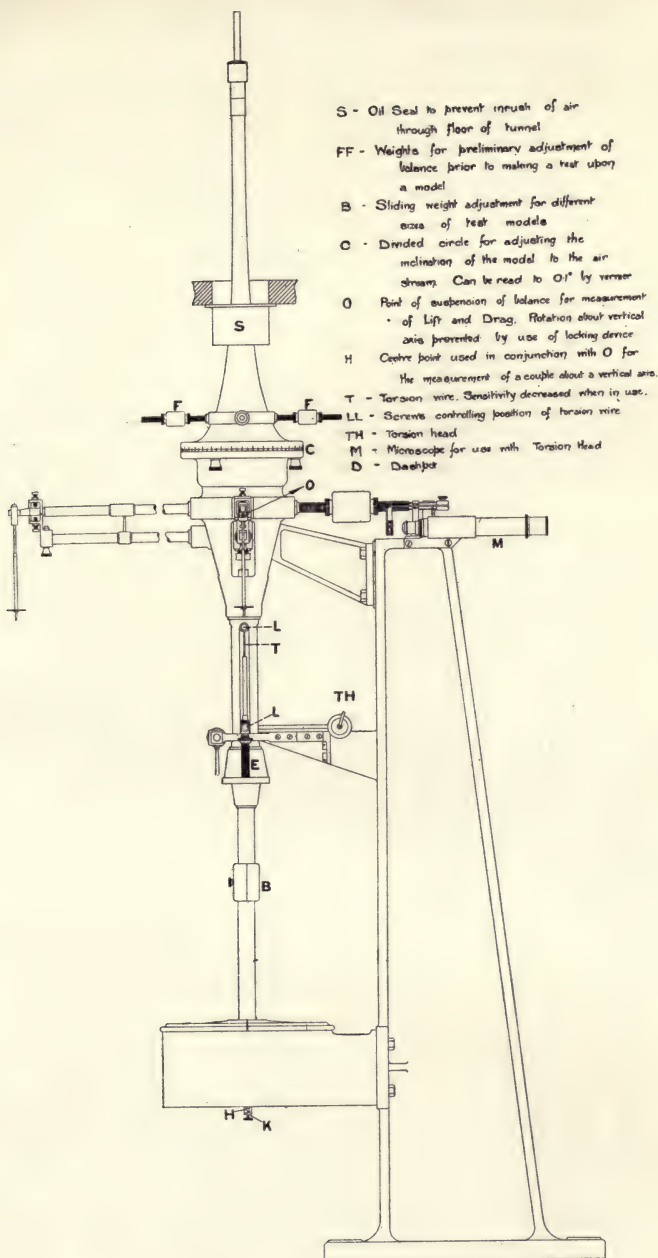 S - Oil Seal to prevent inrush of air
through floor of tunnel
FF - Weights for preliminary adjustment of
balance prior to making a test upon
a model
B - Sliding weight adjustment for different
sizes of test models
C - Divided circle for adjusting the
inclination of the model to the air
stream. Can be read to 0·1° by vernier
O Point of suspension of balance for measurement
of Lift and Drag. Rotation about vertical
axis prevented by use of locking device
H Centre point used in conjunction with O for
the measurement of a couple about a vertical axis.
T - Torsion wire. Sensitivity decreased when in use.
LL - Screws controlling position of torsion wire
TH - Torsion head
M - Microscope for use with Torsion Head
D - Dashpot
S
F
F
C
O
M
L
T
TH
L
E
B
H
K